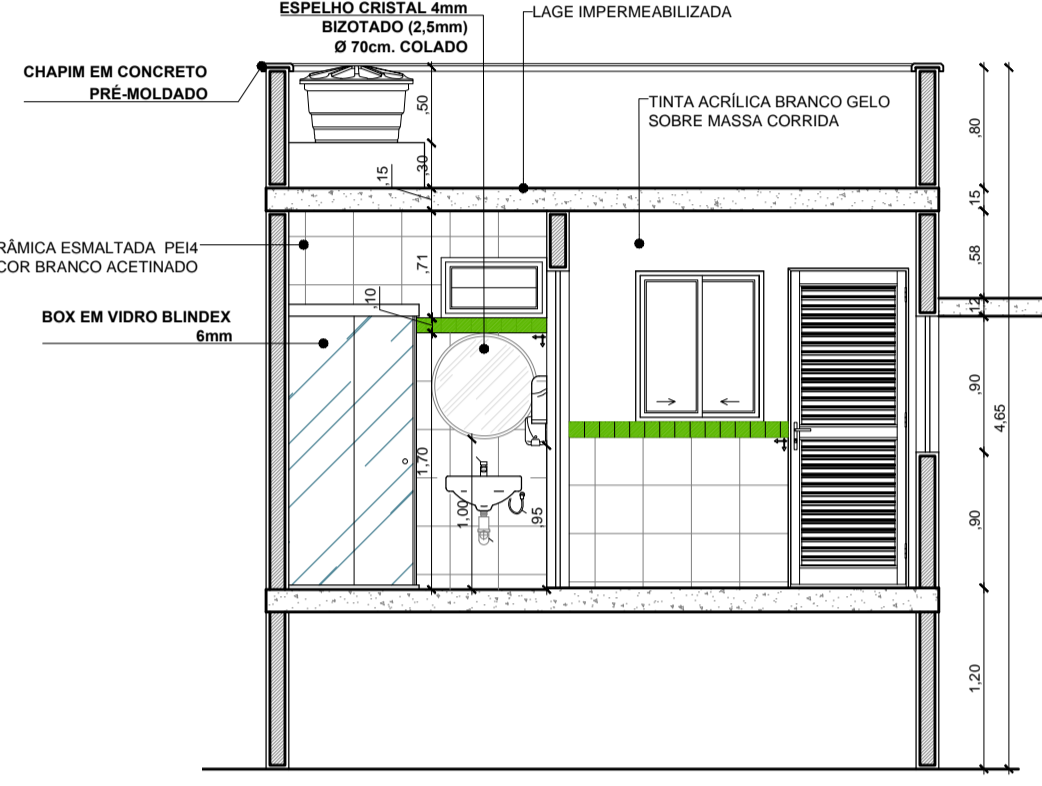 ESPELHO CRISTAL 4mm
BIZOTADO (2,5mm)
Ø 70cm. COLADO
LAGE IMPERMEABILIZADA
CHAPIM EM CONCRETO
PRÉ-MOLDADO
TINTA ACRÍLICA BRANCO GELO
SOBRE MASSA CORRIDA
RÂMICA ESMALTADA PEI4
COR BRANCO ACETINADO
BOX EM VIDRO BLINDEX
6mm
,50
,30
,15
,71
,10
1,70
1,00
,95
,80
,15
,58
,12
,90
,90
4,65
1,20